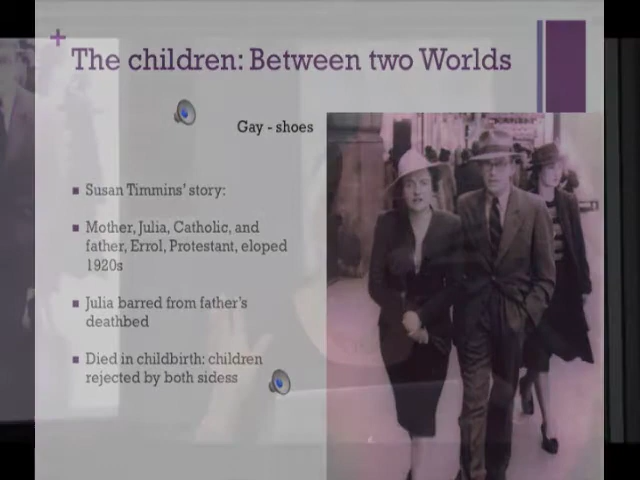 +
The children: Between two Worlds
Gay - shoes
Susan Timmins' story:
Mother, Julia, Catholic, and
father, Errol, Protestant, eloped
1920s
Julia barred from father's
deathbed
Died in childbirth: children
rejected by both sidess